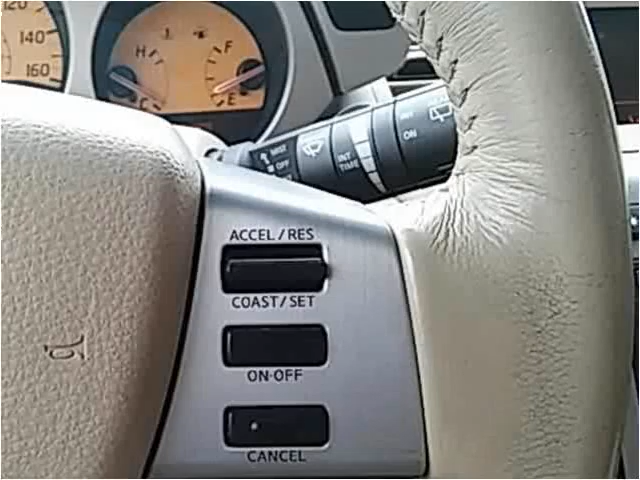 120
140
160
H
F
C
E
MIST
OFF
INT
TIME
ON
ACCEL/RES
COAST/SET
ON·OFF
CANCEL